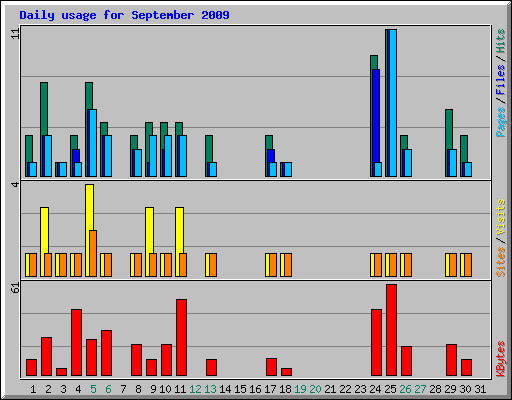 Daily usage for September 2009
11
Pages / Files / Hits
4
Sites / Visits
61
KBytes
1 2 3 4 5 6 7 8 9 10 11 12 13 14 15 16 17 18 19 20 21 22 23 24 25 26 27 28 29 30 31